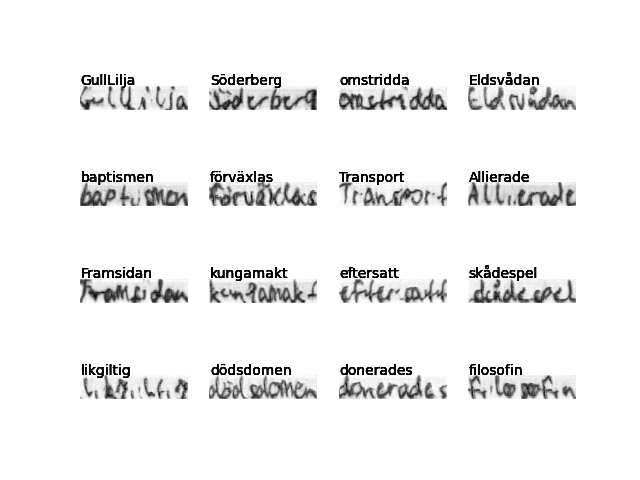 GullLilja Söderberg omstridda Eldsvådan
GullLilja Söderberg omstridda Eldsvådan
baptismen förväxlas Transport Allierade
baptismen förväxlas Transport Allierade
Framsidan kungamakt eftersatt skådespel
Framsidan kungamakt eftersatt skådespel
likgiltig dödsdomen donerades filosofin
likgiltig dödsdomen donerades filosofin